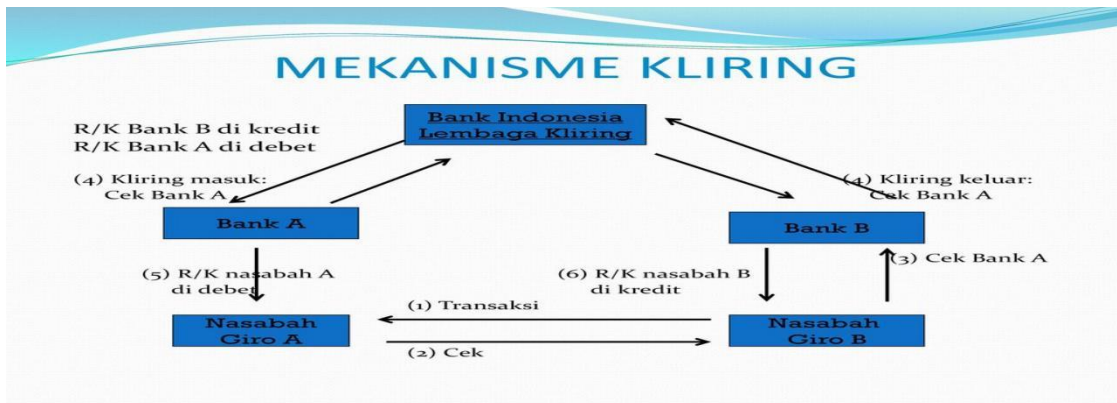 MEKANISME KLIRING
Bank Indonesia
Lembaga Kliring
R/K Bank B di kredit
R/K Bank A di debet
(4) Kliring masuk:
Cek Bank A
(4) Kliring keluar:
Cek Bank A
Bank A
Bank B
(5) R/K nasabah A
di debet
(6) R/K nasabah B
di kredit
(3) Cek Bank A
(1) Transaksi
Nasabah
Giro A
Nasabah
Giro B
(2) Cek